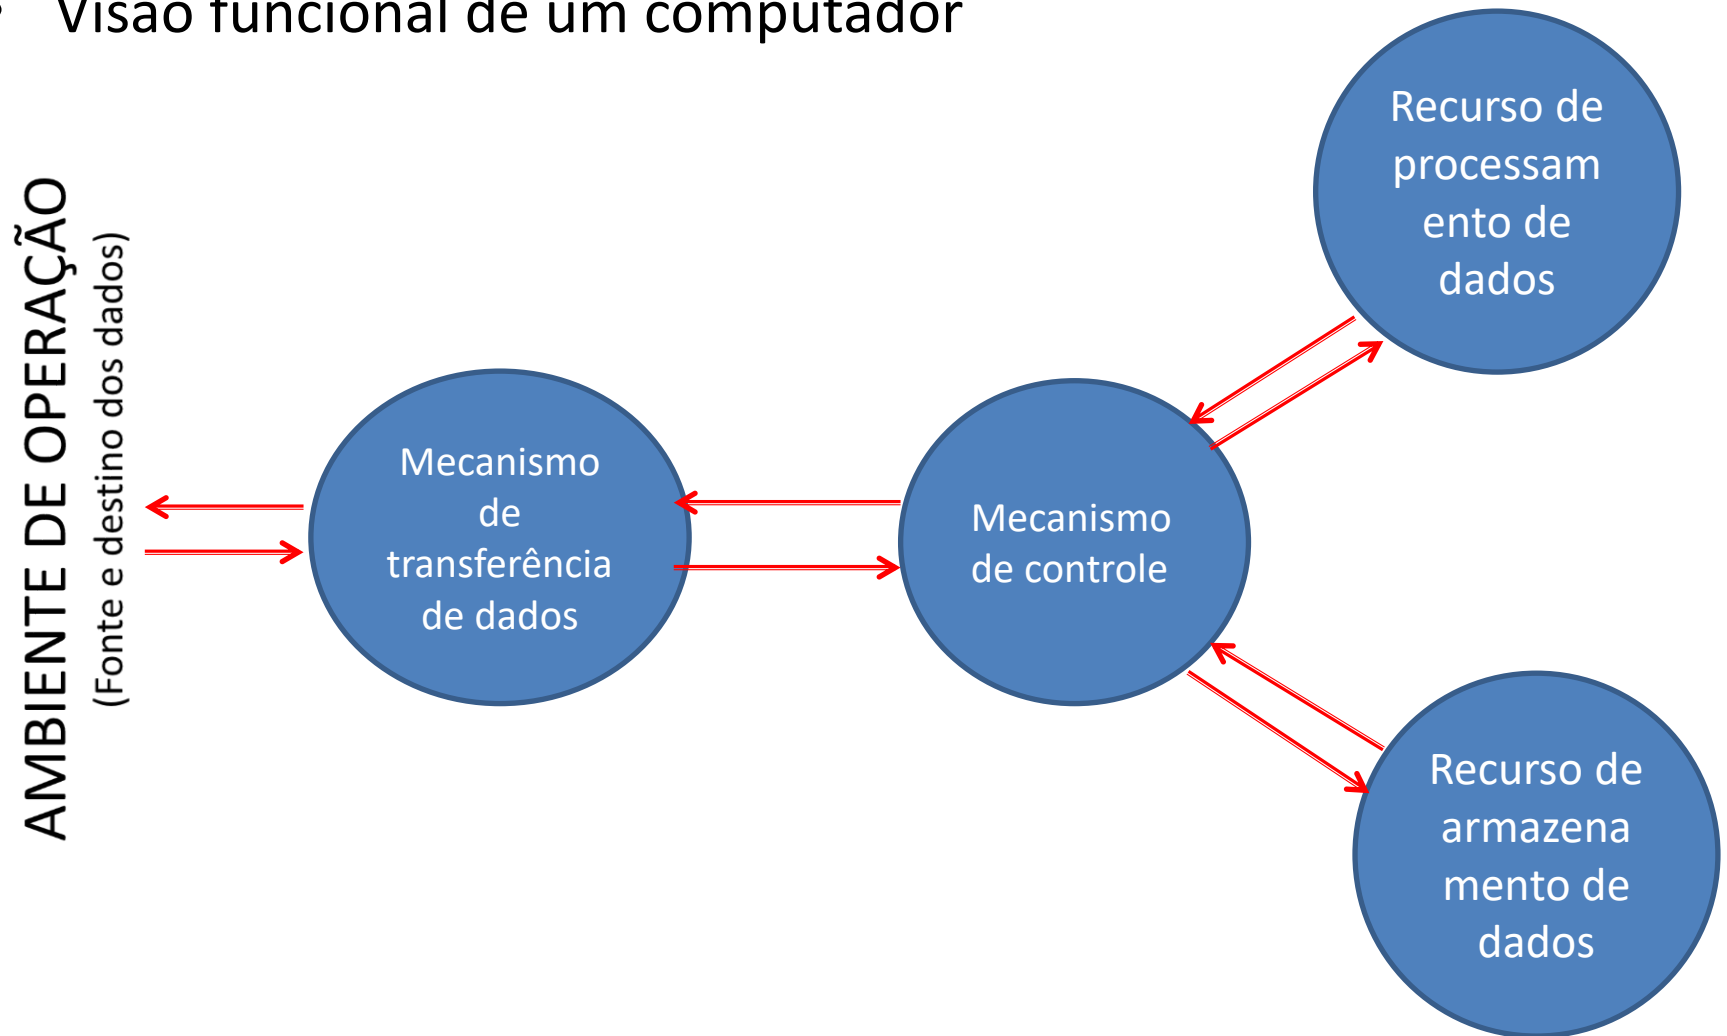 • Visão funcional de um computador
AMBIENTE DE OPERAÇÃO
(Fonte e destino dos dados)
Mecanismo
de
transferência
de dados
Mecanismo
de controle
Recurso de
processam
ento de
dados
Recurso de
armazena
mento de
dados